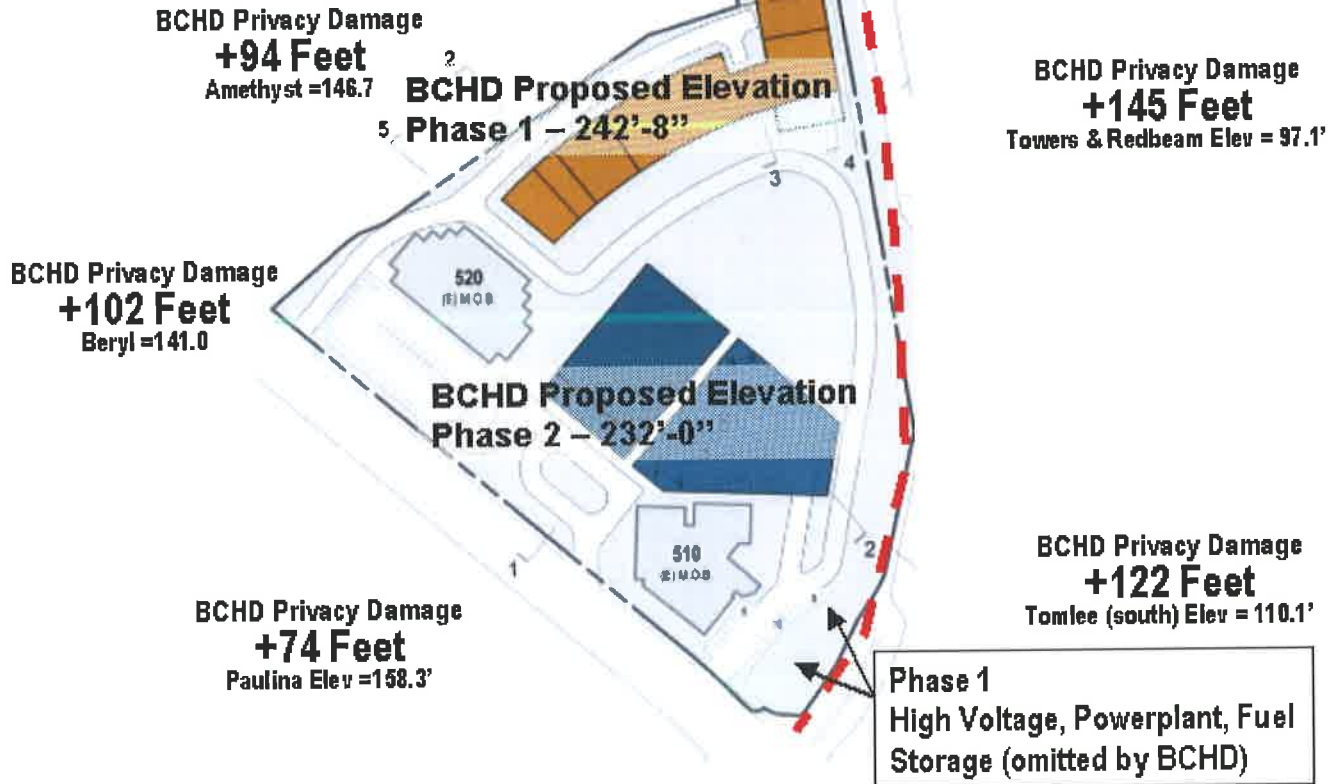 BCHD Privacy Damage
+94 Feet
Amethyst =146.7
BCHD Proposed Elevation
Phase 1 – 242'-8"
2
5
3
4
BCHD Privacy Damage
+145 Feet
Towers & Redbeam Elev = 97.1'
BCHD Privacy Damage
+102 Feet
Beryl =141.0
520
(E) MOB
BCHD Proposed Elevation
Phase 2 – 232'-0"
510
(E) MOB
1
2
BCHD Privacy Damage
+74 Feet
Paulina Elev =158.3'
BCHD Privacy Damage
+122 Feet
Tomlee (south) Elev = 110.1'
Phase 1
High Voltage, Powerplant, Fuel
Storage (omitted by BCHD)